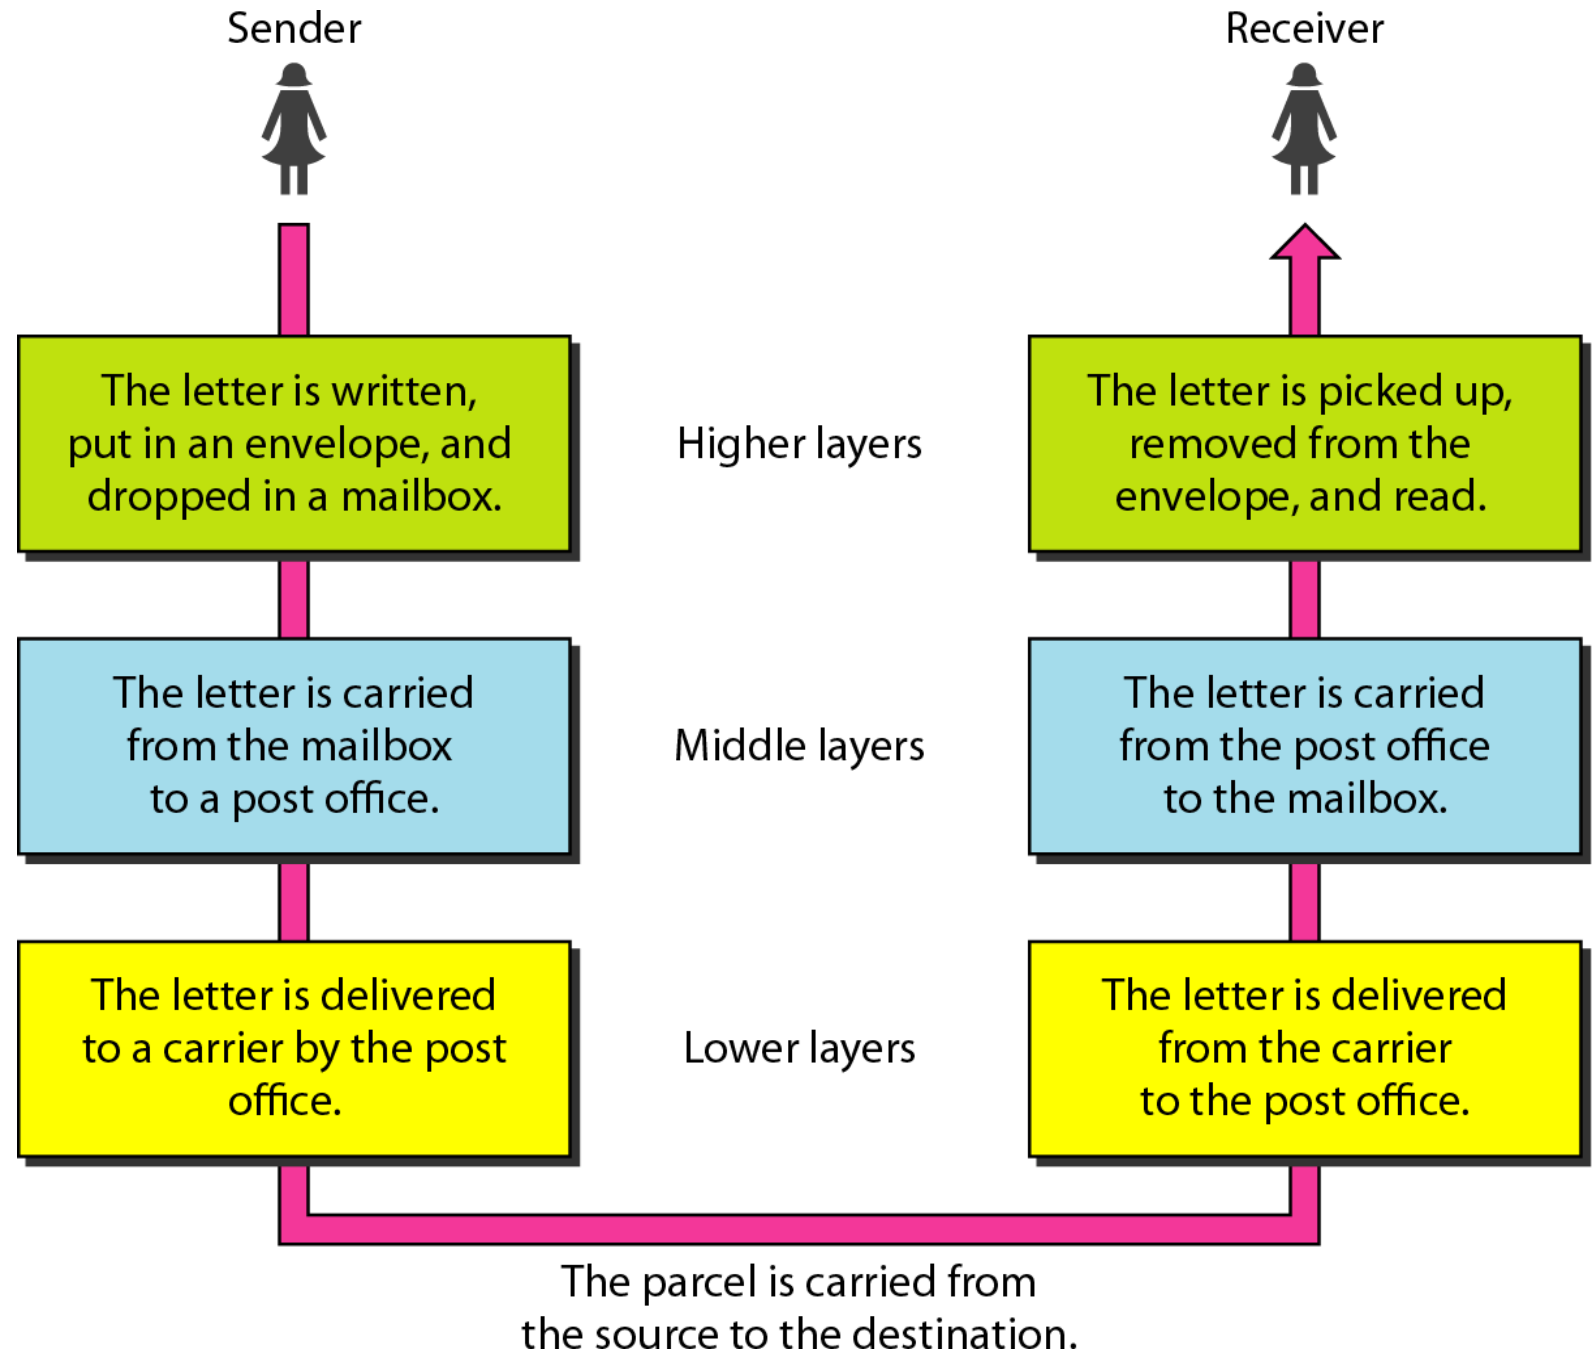 Sender
Receiver
The letter is written,
put in an envelope, and
dropped in a mailbox.
Higher layers
The letter is picked up,
removed from the
envelope, and read.
The letter is carried
from the mailbox
to a post office.
Middle layers
The letter is carried
from the post office
to the mailbox.
The letter is delivered
to a carrier by the post
office.
Lower layers
The letter is delivered
from the carrier
to the post office.
The parcel is carried from
the source to the destination.